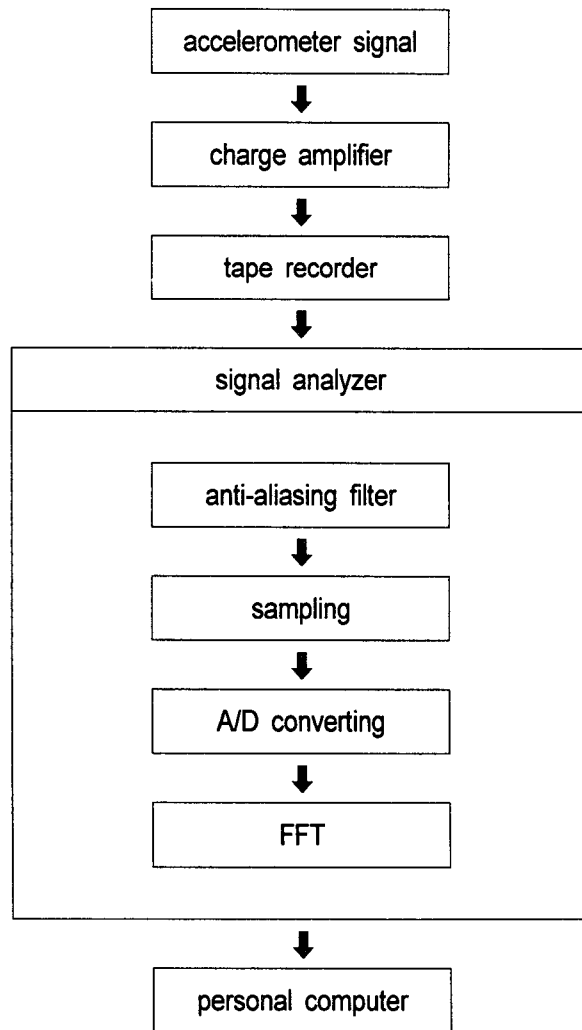 accelerometer signal
charge amplifier
tape recorder
signal analyzer
anti-aliasing filter
sampling
A/D converting
FFT
personal computer